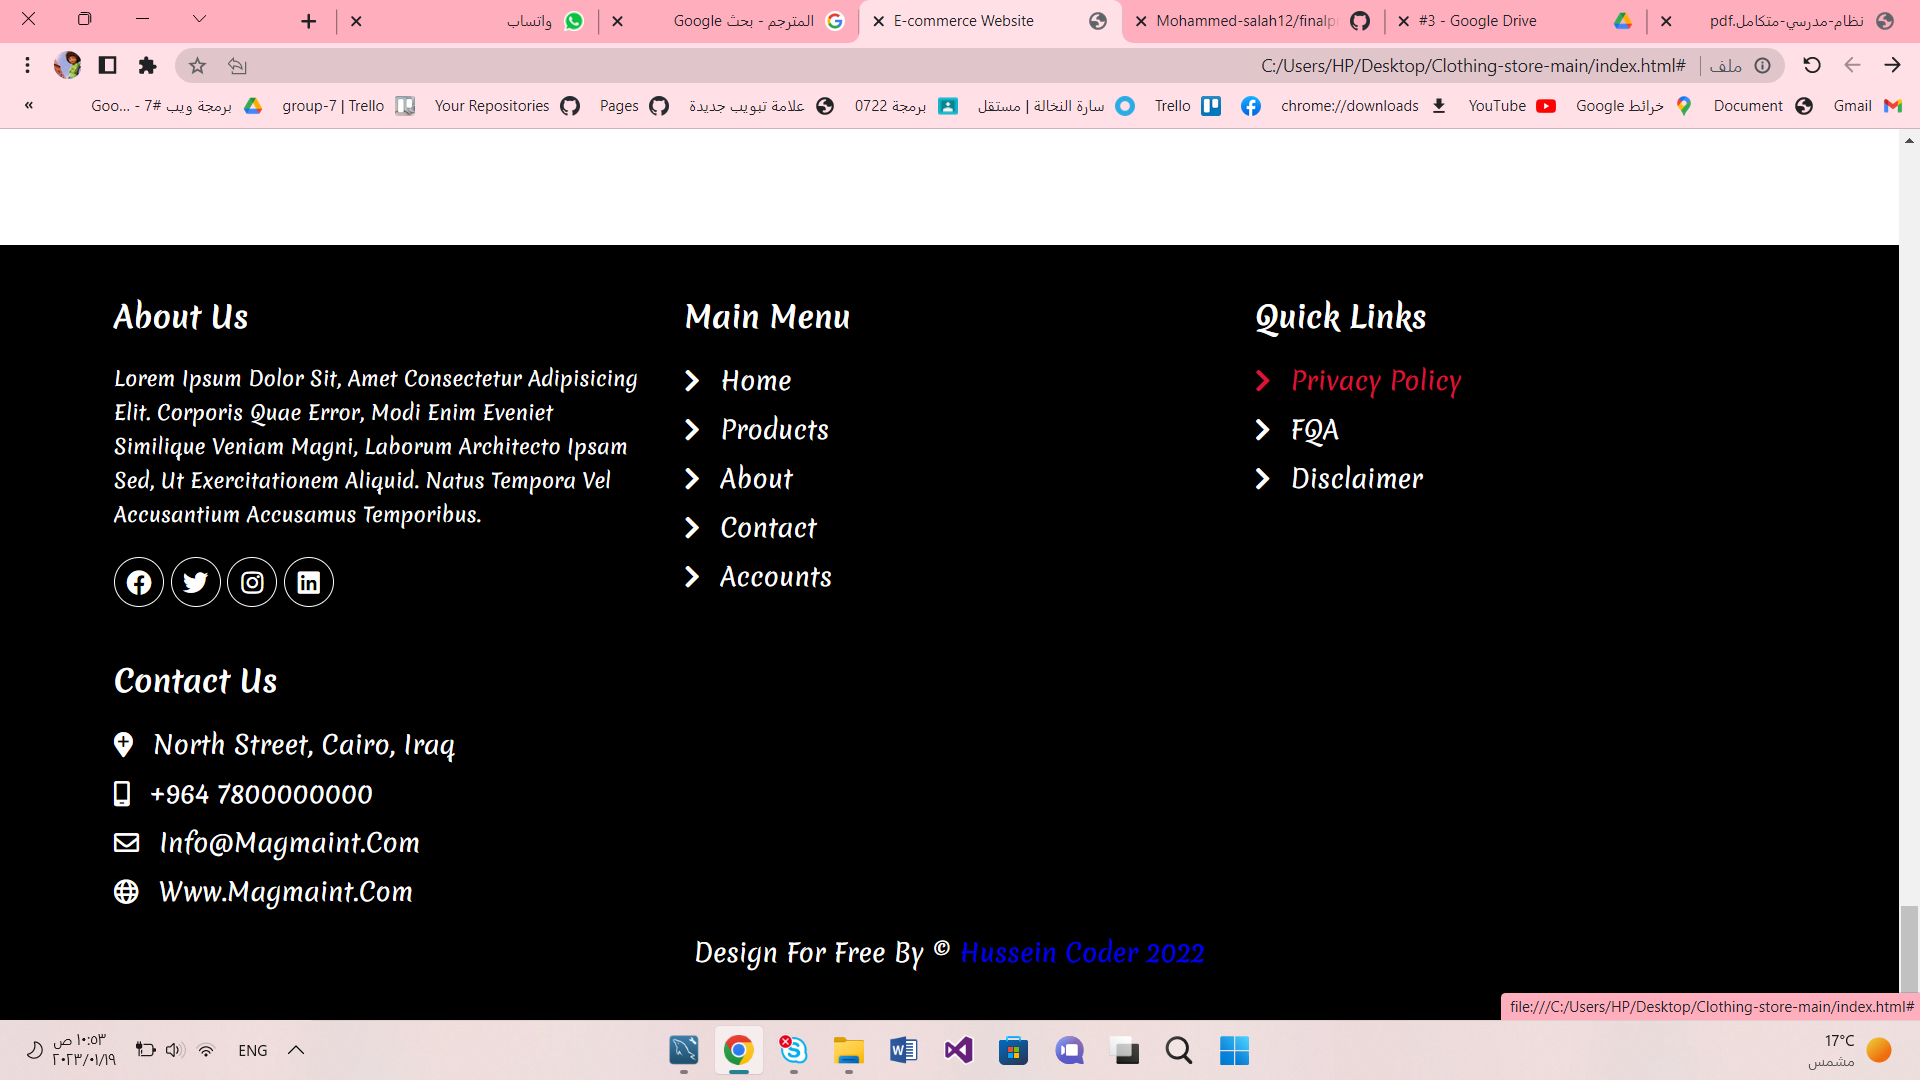 واتساب
المترجم - بحث Google
E-commerce Website
Mohammed-salah12/finalp
#3 - Google Drive
نظام-مدرسي-متكامل.pdf
C:/Users/HP/Desktop/Clothing-store-main/index.html#
ملف
Goo... - 7# برمجة ويب
group-7 | Trello
Your Repositories
Pages
علامة تبويب جديدة
برمجة 0722
سارة النخالة | مستقل
Trello
chrome://downloads
YouTube
خرائط Google
Document
Gmail
About Us
Lorem Ipsum Dolor Sit, Amet Consectetur Adipisicing
Elit. Corporis Quae Error, Modi Enim Eveniet
Similique Veniam Magni, Laborum Architecto Ipsam
Sed, Ut Exercitationem Aliquid. Natus Tempora Vel
Accusantium Accusamus Temporibus.
Main Menu
Home
Products
About
Contact
Accounts
Quick Links
Privacy Policy
FQA
Disclaimer
Contact Us
North Street, Cairo, Iraq
+964 7800000000
Info@Magmaint.Com
Www.Magmaint.Com
Design For Free By © Hussein Coder 2022
file:///C:/Users/HP/Desktop/Clothing-store-main/index.html#
١٠:٥٣ ص
٢٠٢٣/٠١/١٩
ENG
17°C
مشمس